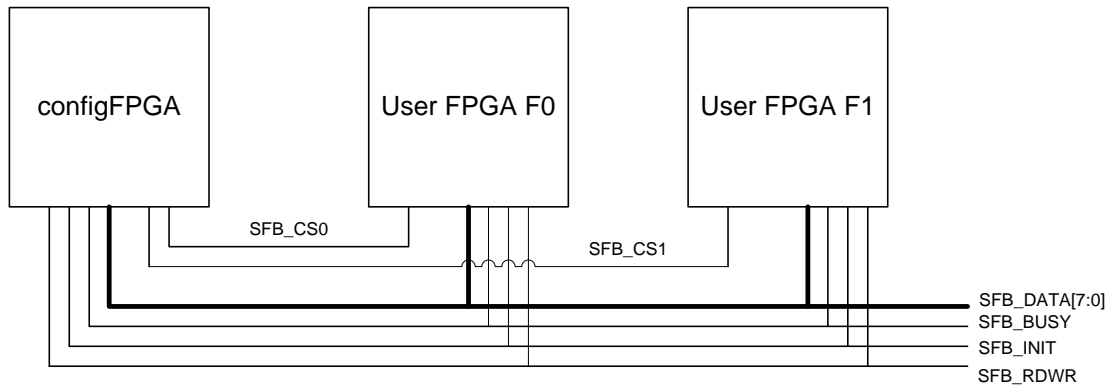 configFPGA
User FPGA F0
User FPGA F1
SFB_CS0
SFB_CS1
SFB_DATA[7:0]
SFB_BUSY
SFB_INIT
SFB_RDWR